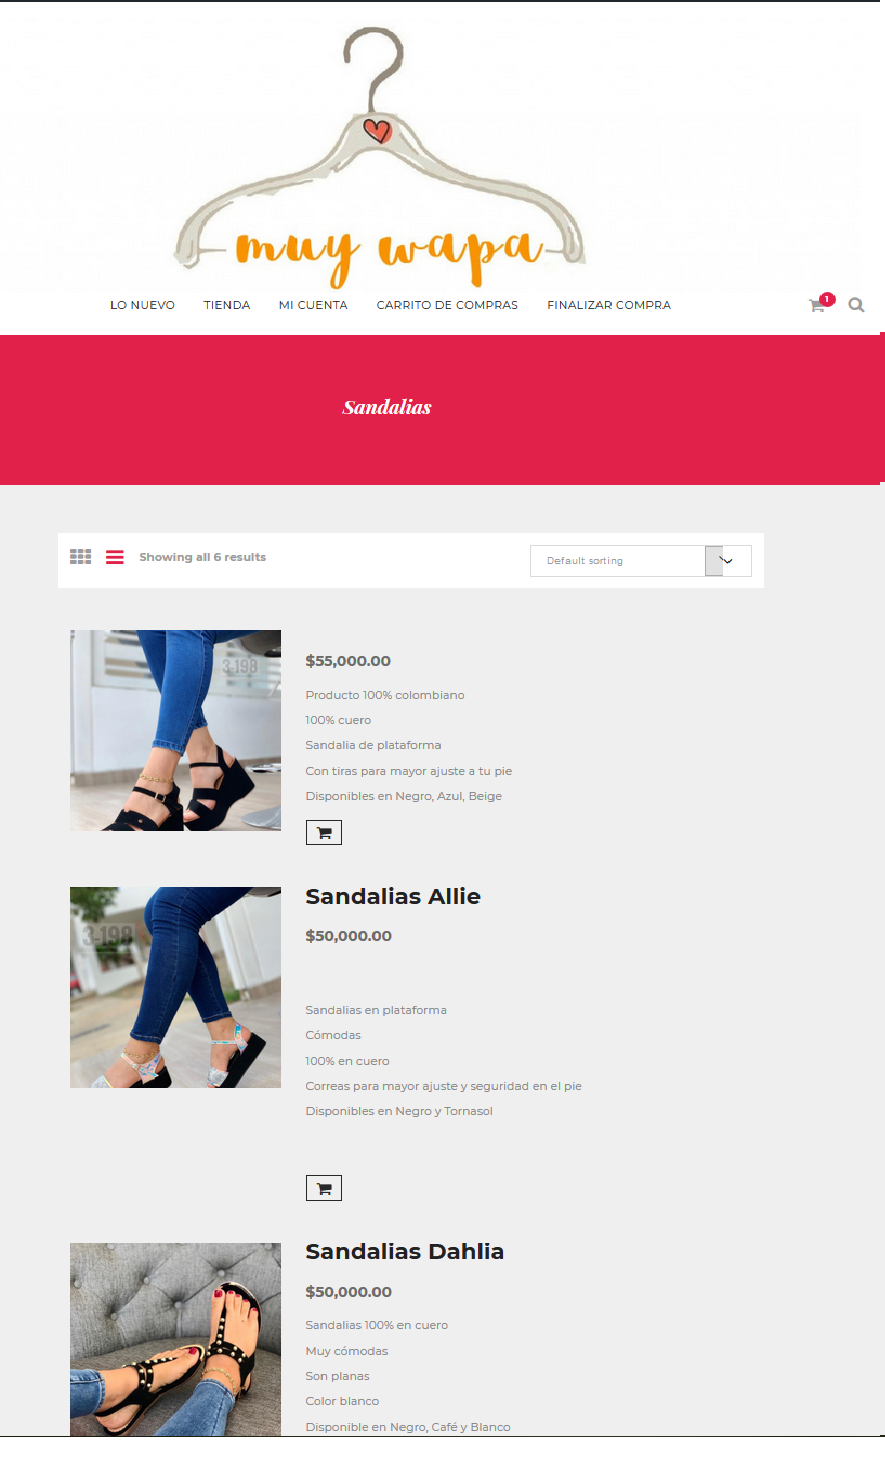 muy wapa
LO NUEVO TIENDA MI CUENTA CARRITO DE COMPRAS FINALIZAR COMPRA 1
Sandalias
Showing all 6 results Default sorting
3-198
$55,000.00
Producto 100% colombiano
100% cuero
Sandalia de plataforma
Con tiras para mayor ajuste a tu pie
Disponibles en Negro, Azul, Beige
Sandalias Allie
3-198
$50,000.00
Sandalias en plataforma
Cómodas
100% en cuero
Correas para mayor ajuste y seguridad en el pie
Disponibles en Negro y Tornasol
Sandalias Dahlia
$50,000.00
Sandalias 100% en cuero
Muy cómodas
Son planas
Color blanco
Disponible en Negro, Café y Blanco